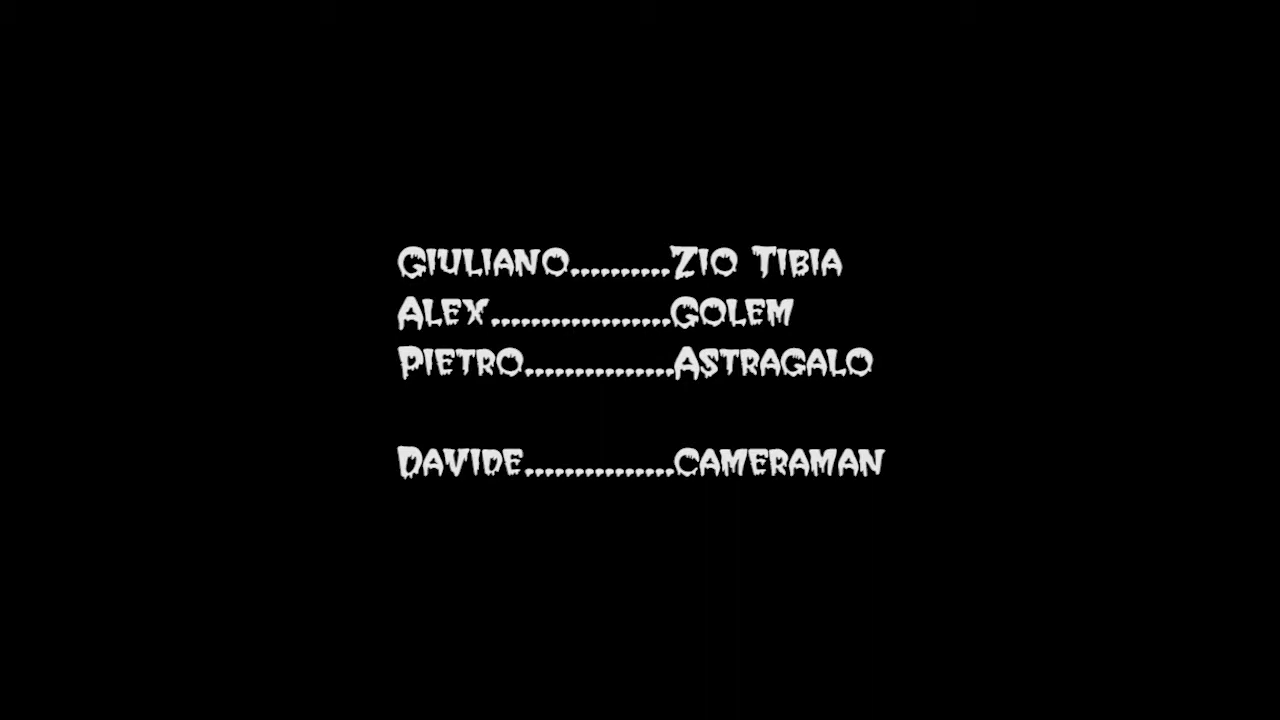 Giuliano..........Zio Tibia
Alex..................Golem
Pietro...............Astragalo
Davide...............Cameraman